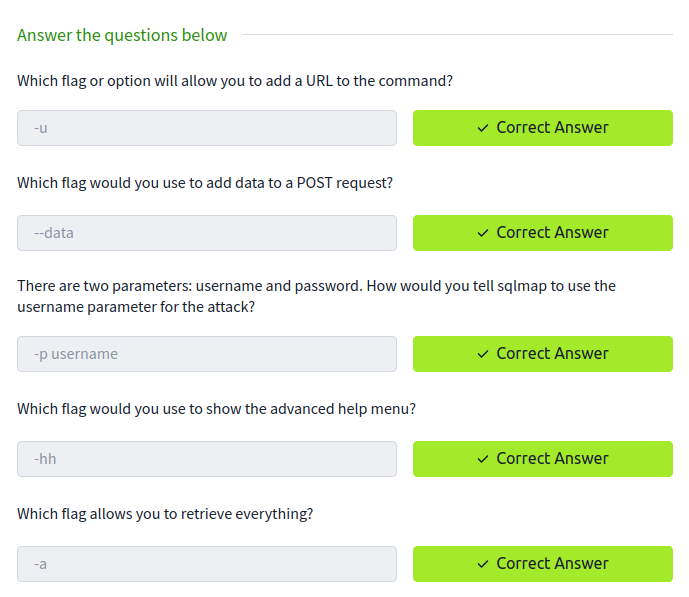 Answer the questions below
Which flag or option will allow you to add a URL to the command?
-u
✓ Correct Answer
Which flag would you use to add data to a POST request?
--data
✓ Correct Answer
There are two parameters: username and password. How would you tell sqlmap to use the
username parameter for the attack?
-p username
✓ Correct Answer
Which flag would you use to show the advanced help menu?
-hh
✓ Correct Answer
Which flag allows you to retrieve everything?
-a
✓ Correct Answer